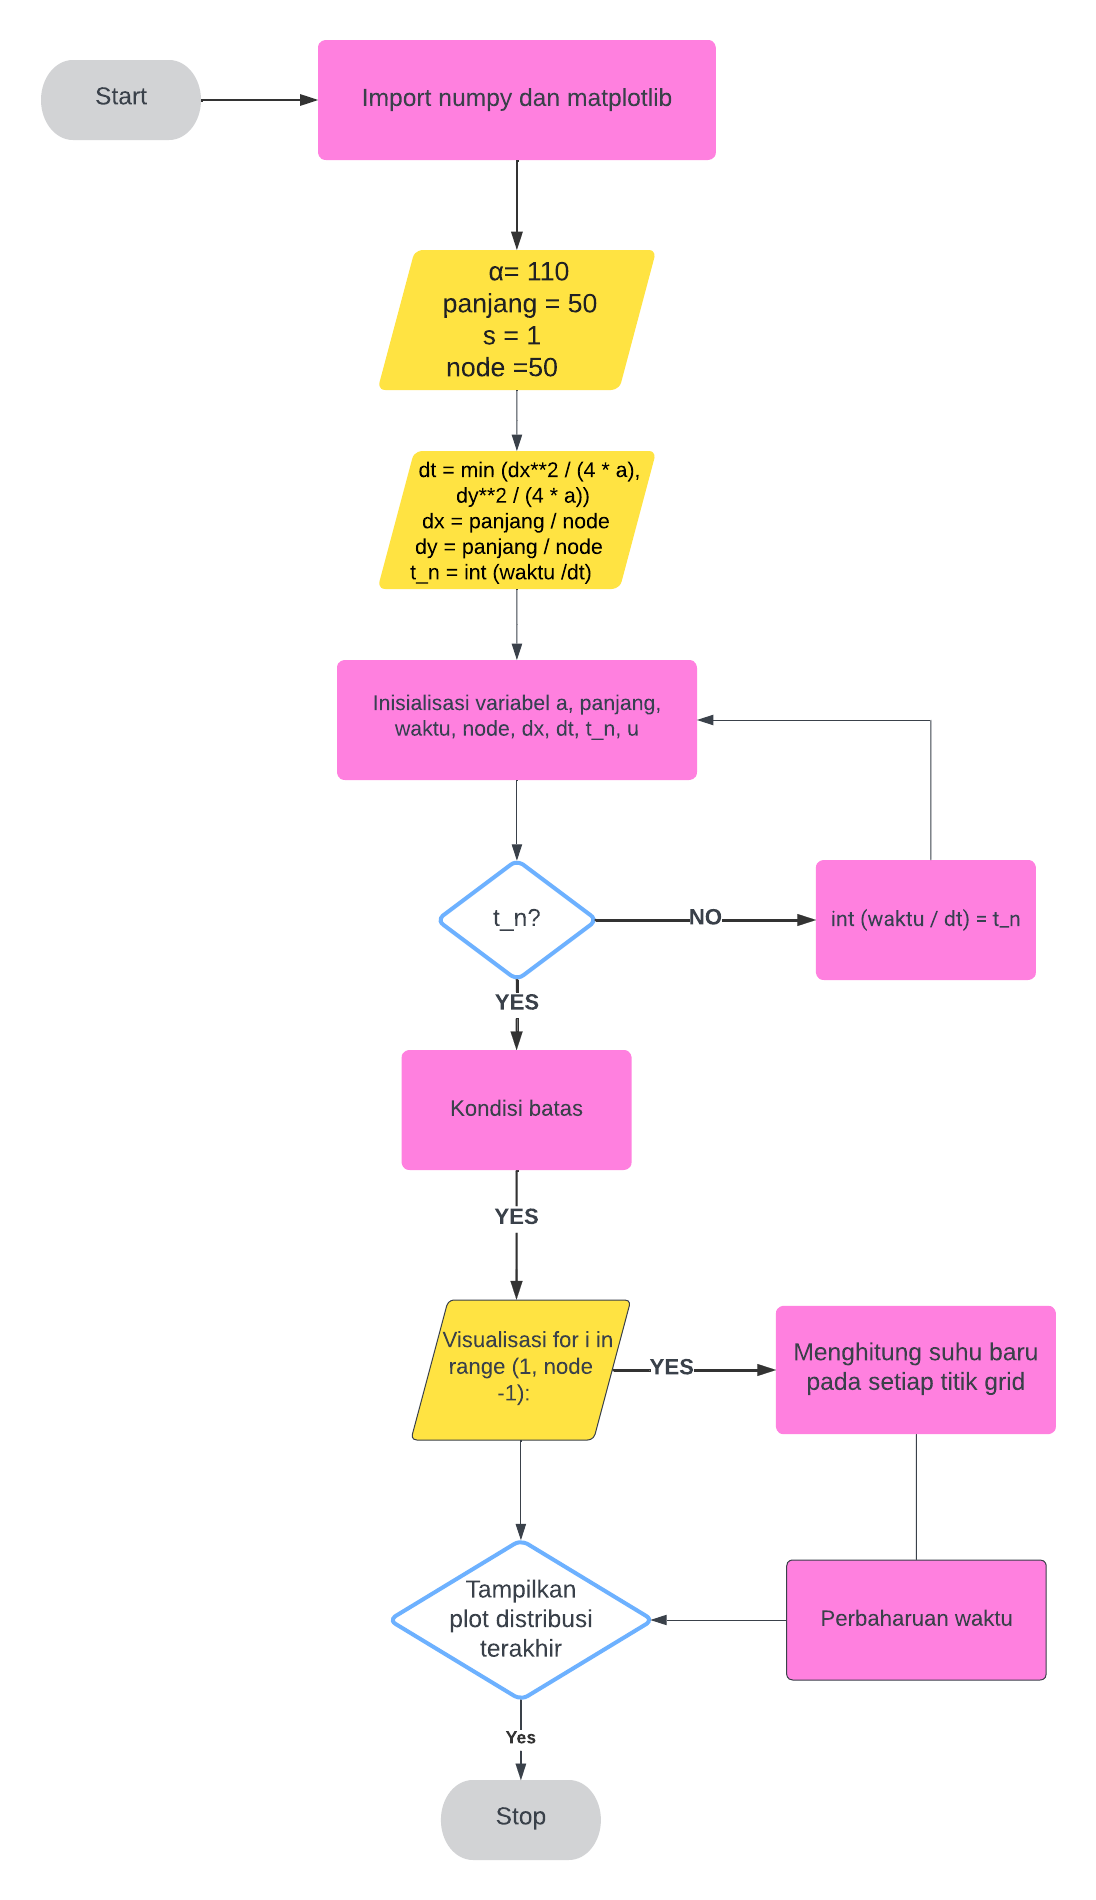 Start
Import numpy dan matplotlib
α= 110
panjang = 50
s = 1
node =50
dt = min (dx**2 / (4 * a),
dy**2 / (4 * a))
dx = panjang / node
dy = panjang / node
t_n = int (waktu /dt)
Inisialisasi variabel a, panjang,
waktu, node, dx, dt, t_n, u
t_n?
NO
int (waktu / dt) = t_n
YES
Kondisi batas
YES
Visualisasi for i in
range (1, node
-1):
YES
Menghitung suhu baru
pada setiap titik grid
Tampilkan
plot distribusi
terakhir
Perbaharuan waktu
Yes
Stop